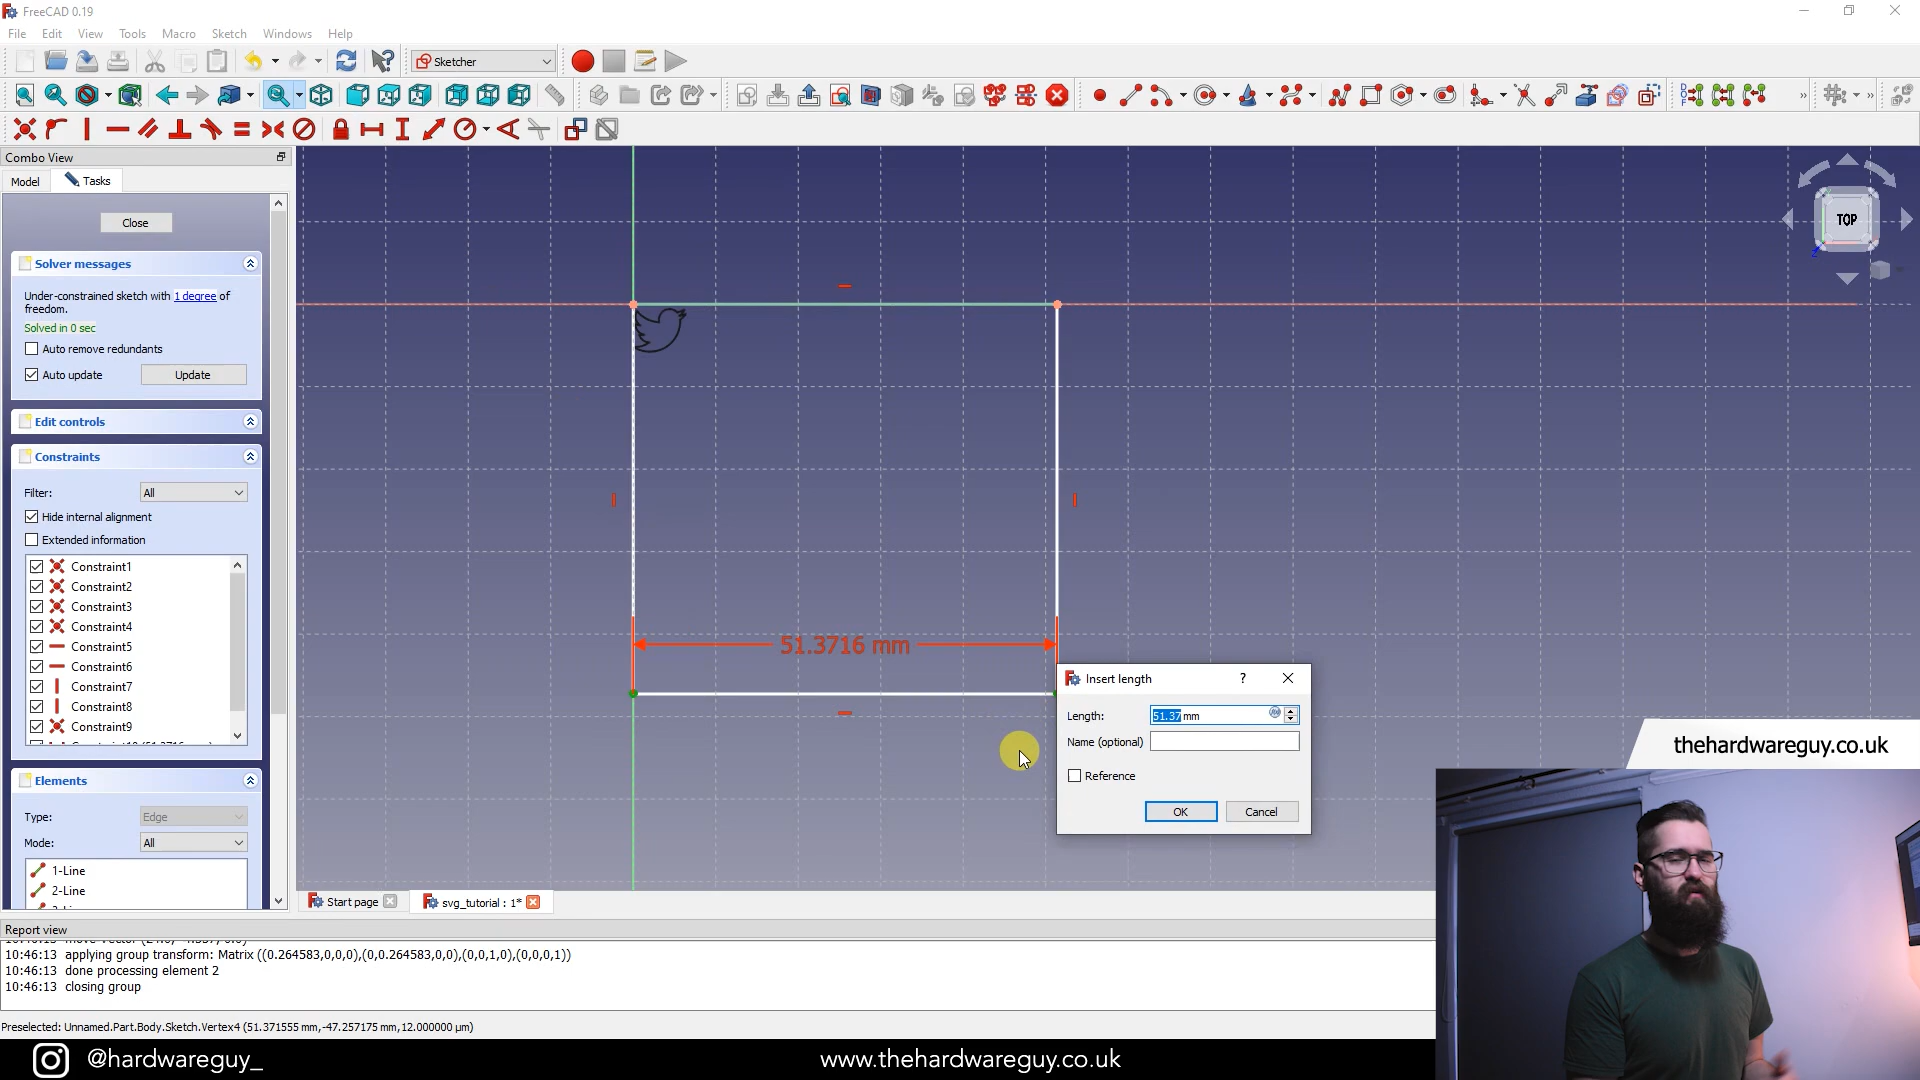 FreeCAD 0.19
File Edit View Tools Macro Sketch Windows Help
Sketcher
Combo View
Model Tasks
Close
Solver messages
Under-constrained sketch with 1 degree of
freedom.
Solved in 0 sec
Auto remove redundants
Auto update Update
Edit controls
Constraints
Filter: All
Hide internal alignment
Extended information
Constraint1
Constraint2
Constraint3
Constraint4
Constraint5
Constraint6
Constraint7
Constraint8
Constraint9
Elements
Type: Edge
Mode: All
1-Line
2-Line
TOP
51.3716 mm
Insert length ?
Length: 51.37 mm
Name (optional)
Reference
OK Cancel
thehardwareguy.co.uk
Start page svg_tutorial : 1*
Report view
10:46:13 applying group transform: Matrix ((0.264583,0,0,0),(0,0.264583,0,0),(0,0,1,0),(0,0,0,1))
10:46:13 done processing element 2
10:46:13 closing group
Preselected: Unnamed.Part.Body.Sketch.Vertex4 (51.371555 mm,-47.257175 mm,12.000000 µm)
@hardwareguy_
www.thehardwareguy.co.uk